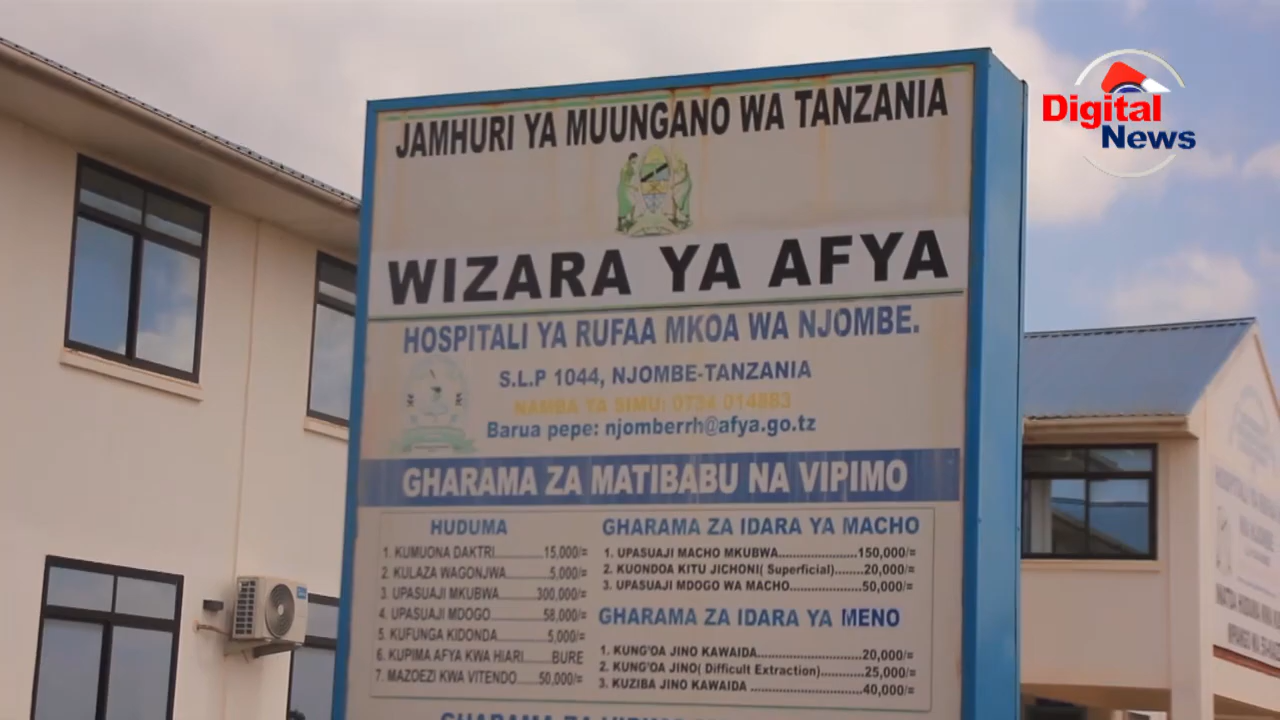 Digital
News
JAMHURI YA MUUNGANO WA TANZANIA
WIZARA YA AFYA
HOSPITALI YA RUFAA MKOA WA NJOMBE.
S.L.P 1044, NJOMBE-TANZANIA
NAMBA YA SIMU: 0734 014883
Barua pepe: njomberrh@afya.go.tz
GHARAMA ZA MATIBABU NA VIPIMO
HUDUMA
1. KUMUONA DAKTRI..............15,000/=
2. KULAZA WAGONJWA..............5,000/=
3. UPASUAJI MKUBWA..............300,000/=
4. UPASUAJI MDOGO..............58,000/=
5. KUFUNGA KIDONDA..............5,000/=
6. KUPIMA AFYA KWA HIARI..........BURE
7. MAZOEZI KWA VITENDO........50,000/=
GHARAMA ZA IDARA YA MACHO
1. UPASUAJI MACHO MKUBWA.....................150,000/=
2. KUONDOA KITU JICHONI( Superficial)........20,000/=
3. UPASUAJI MDOGO WA MACHO..................50,000/=
GHARAMA ZA IDARA YA MENO
1. KUNG'OA JINO KAWAIDA..........................20,000/=
2. KUNG'OA JINO( Difficult Extraction).............25,000/=
3. KUZIBA JINO KAWAIDA ..........................40,000/=